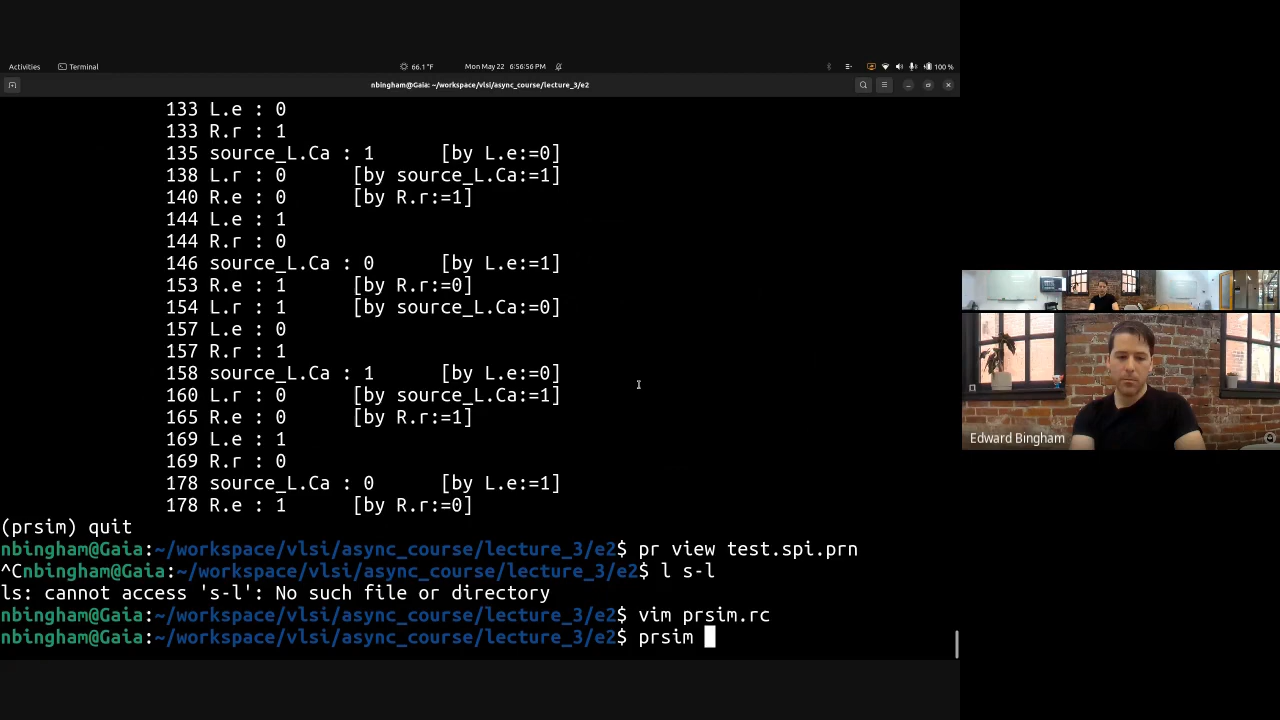 Activities Terminal 66.1 °F Mon May 22 6:56:56 PM 100 %
nbingham@Gaia: ~/workspace/vlsi/async_course/lecture_3/e2
133 L.e : 0
133 R.r : 1
135 source_L.Ca : 1 [by L.e:=0]
138 L.r : 0 [by source_L.Ca:=1]
140 R.e : 0 [by R.r:=1]
144 L.e : 1
144 R.r : 0
146 source_L.Ca : 0 [by L.e:=1]
153 R.e : 1 [by R.r:=0]
154 L.r : 1 [by source_L.Ca:=0]
157 L.e : 0
157 R.r : 1
158 source_L.Ca : 1 [by L.e:=0]
160 L.r : 0 [by source_L.Ca:=1]
165 R.e : 0 [by R.r:=1]
169 L.e : 1
169 R.r : 0
178 source_L.Ca : 0 [by L.e:=1]
178 R.e : 1 [by R.r:=0]
(prsim) quit
nbingham@Gaia:~/workspace/vlsi/async_course/lecture_3/e2$ pr view test.spi.prn
^Cnbingham@Gaia:~/workspace/vlsi/async_course/lecture_3/e2$ l s-l
ls: cannot access 's-l': No such file or directory
nbingham@Gaia:~/workspace/vlsi/async_course/lecture_3/e2$ vim prsim.rc
nbingham@Gaia:~/workspace/vlsi/async_course/lecture_3/e2$ prsim
Edward Bingham